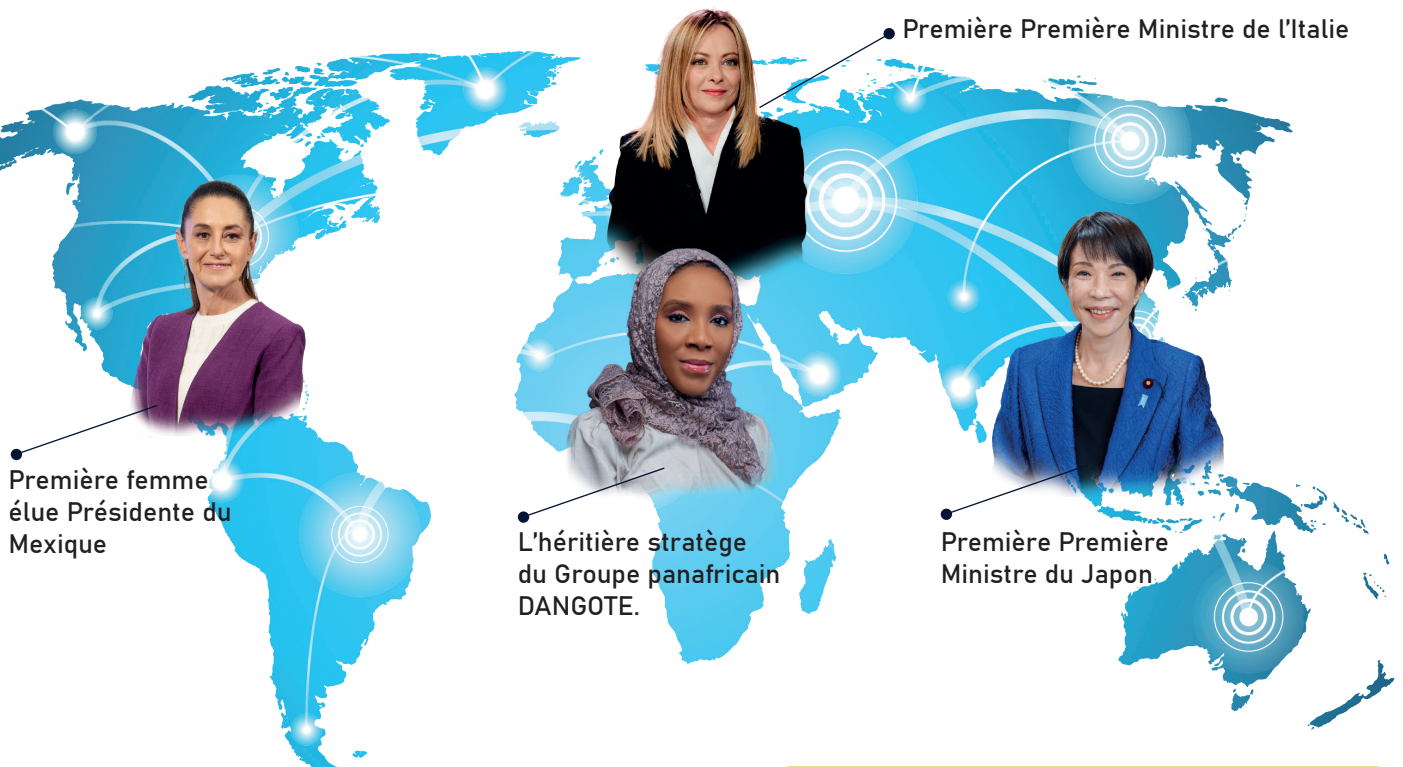 Première Première Ministre de l'Italie
Première femme
élue Présidente du
Mexique
L'héritière stratège
du Groupe panafricain
DANGOTE.
Première Première
Ministre du Japon